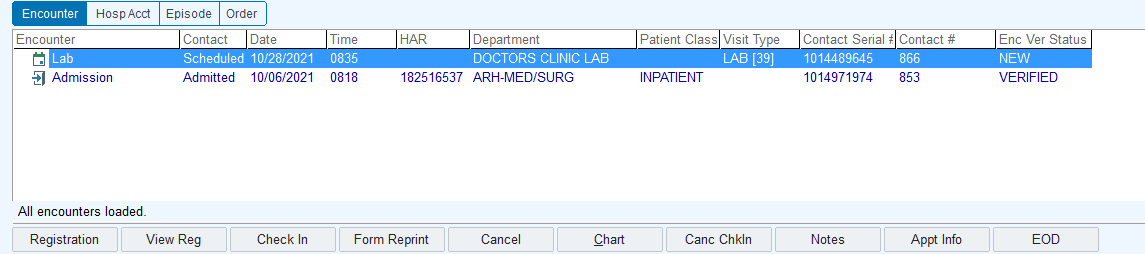 Encounter Hosp Acct Episode Order
Encounter Contact Date Time HAR Department Patient Class Visit Type Contact Serial # Contact # Enc Ver Status
Lab Scheduled 10/28/2021 0835 DOCTORS CLINIC LAB LAB [39] 1014489645 866 NEW
Admission Admitted 10/06/2021 0818 182516537 ARH-MED/SURG INPATIENT 1014971974 853 VERIFIED
All encounters loaded.
Registration View Reg Check In Form Reprint Cancel Chart Canc ChkIn Notes Appt Info EOD